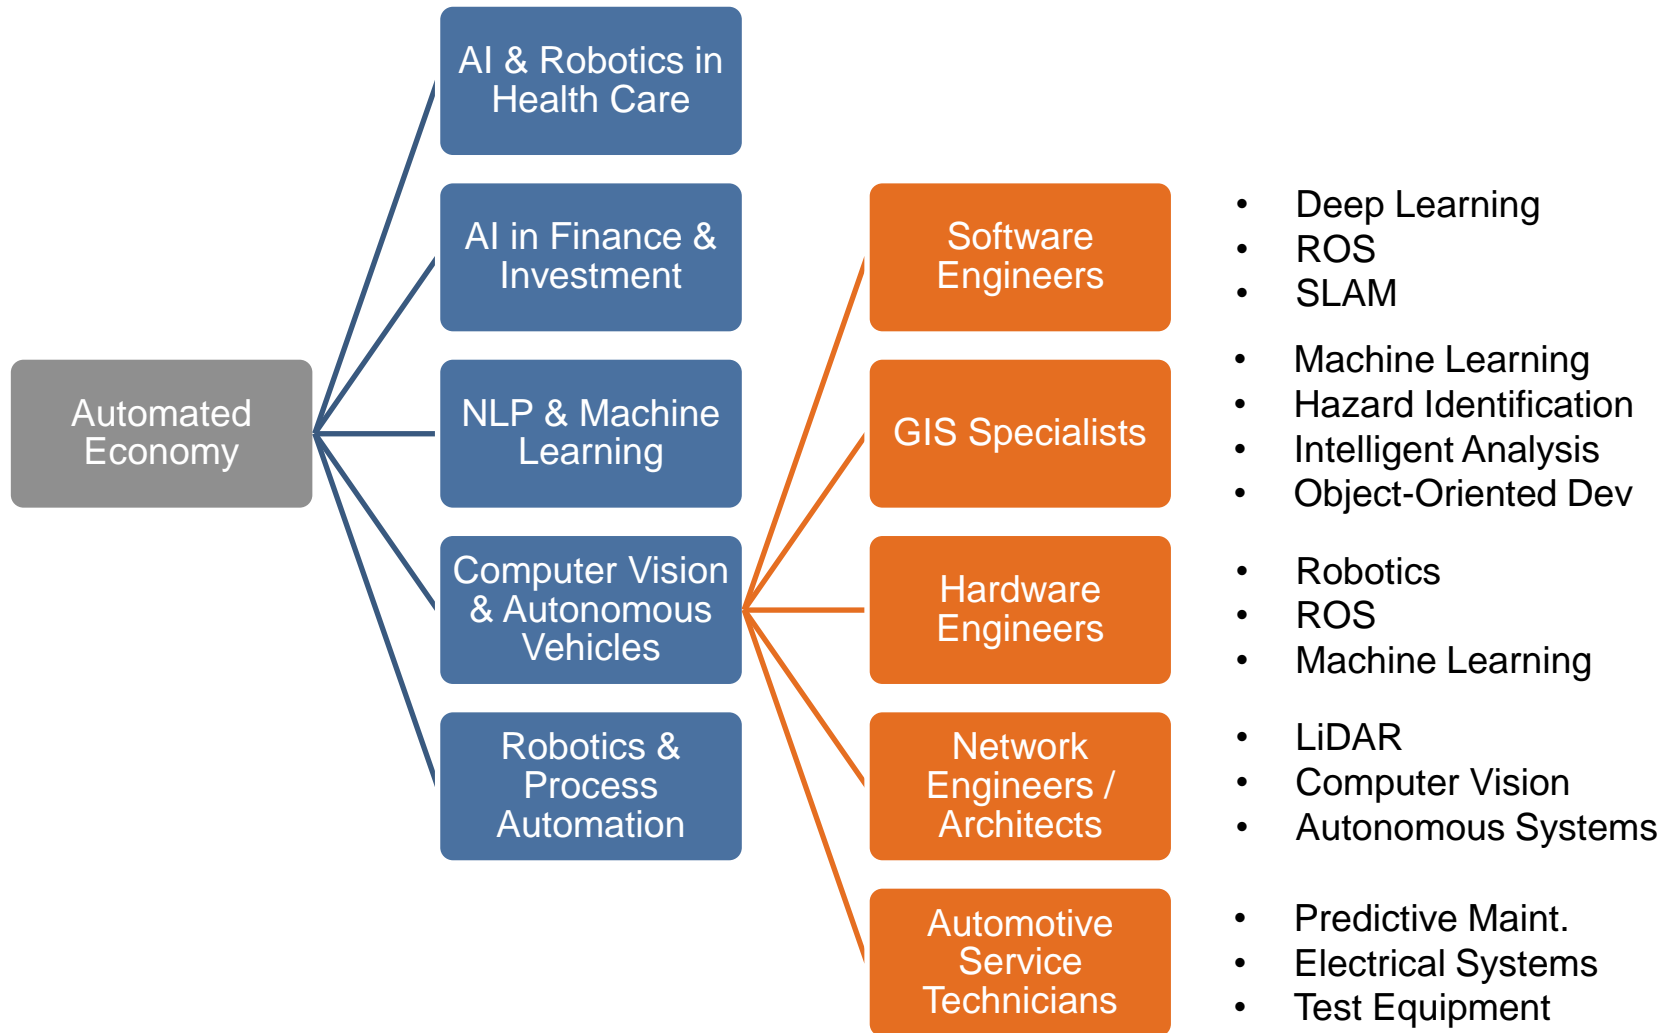 Automated
Economy
AI & Robotics in
Health Care
AI in Finance &
Investment
NLP & Machine
Learning
Computer Vision
& Autonomous
Vehicles
Robotics &
Process
Automation
Software
Engineers
• Deep Learning
• ROS
• SLAM
GIS Specialists
• Machine Learning
• Hazard Identification
• Intelligent Analysis
• Object-Oriented Dev
Hardware
Engineers
• Robotics
• ROS
• Machine Learning
Network
Engineers /
Architects
• LiDAR
• Computer Vision
• Autonomous Systems
Automotive
Service
Technicians
• Predictive Maint.
• Electrical Systems
• Test Equipment